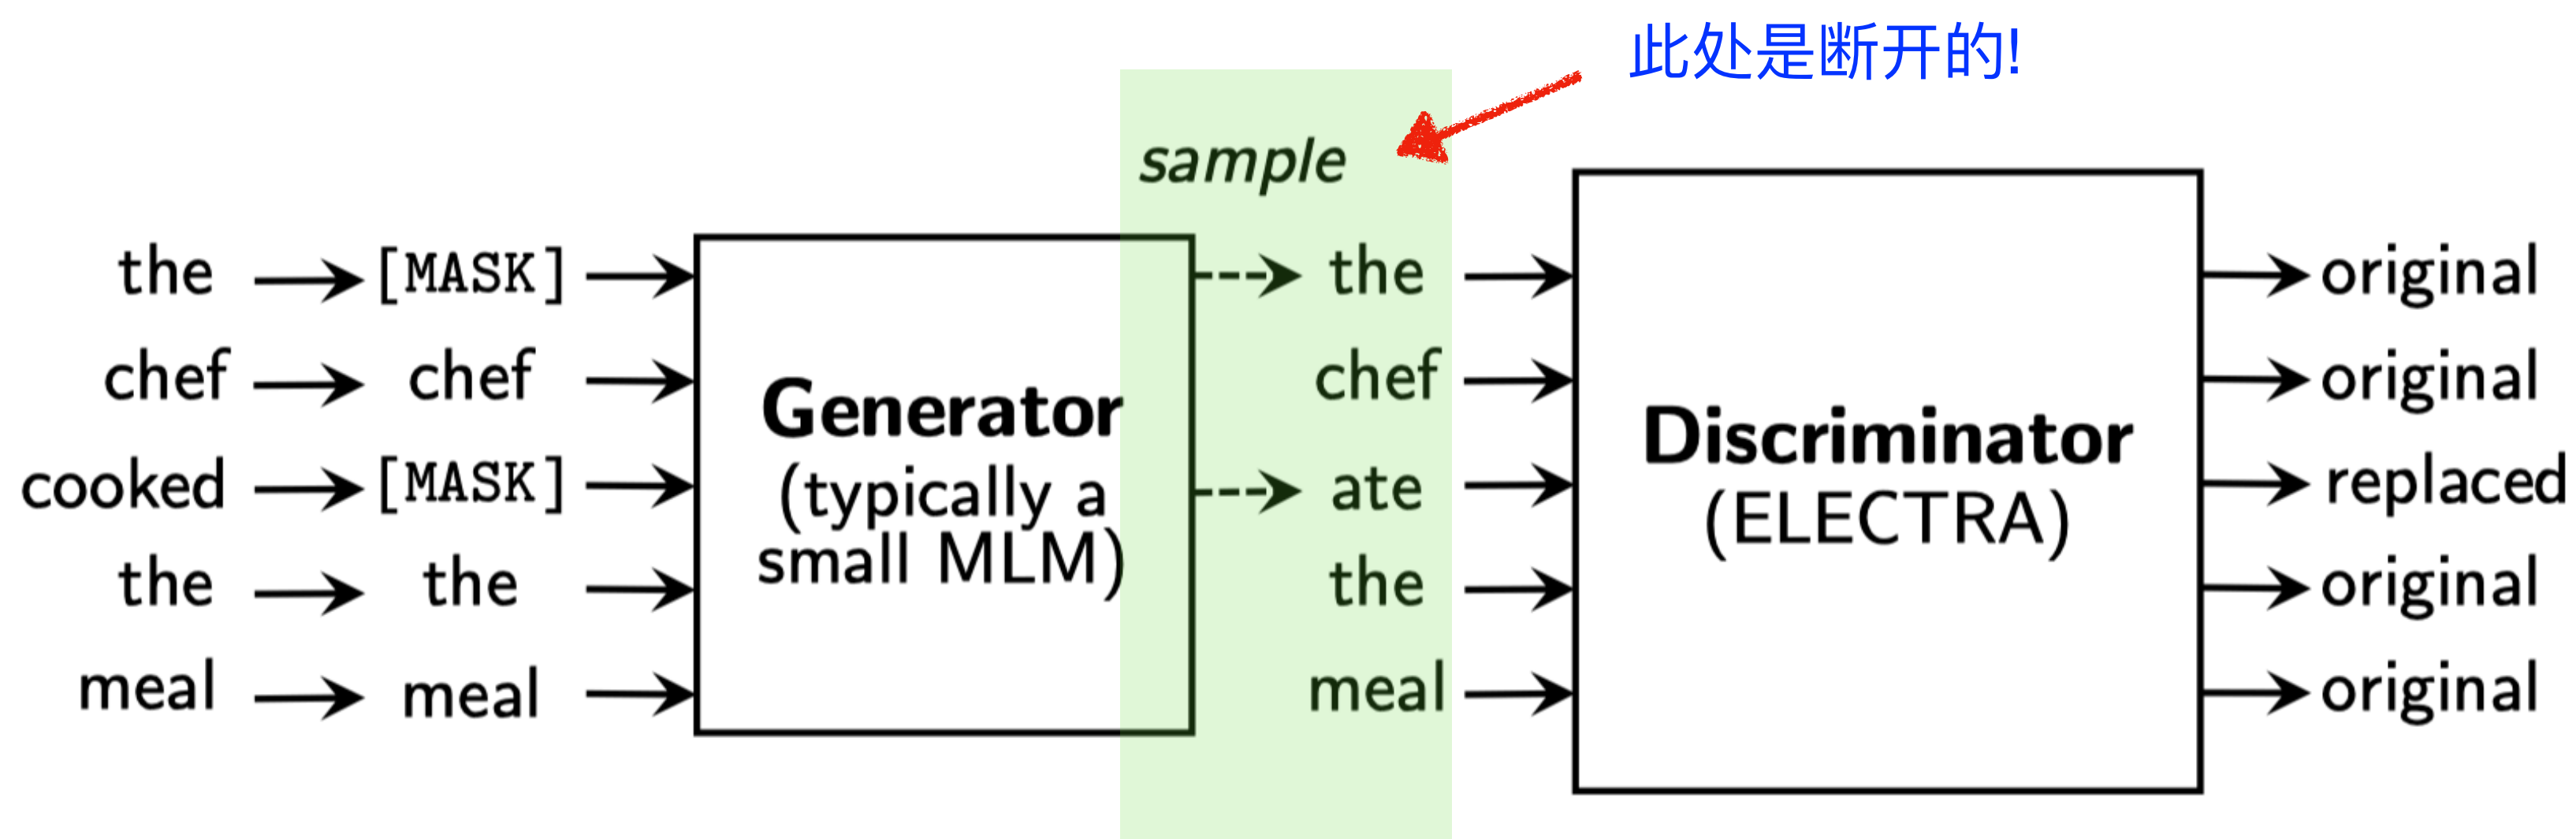 此处是断开的!
sample
the [MASK] the original
chef chef chef original
cooked [MASK] ate replaced
the the the original
meal meal meal original
Generator
(typically a
small MLM)
Discriminator
(ELECTRA)